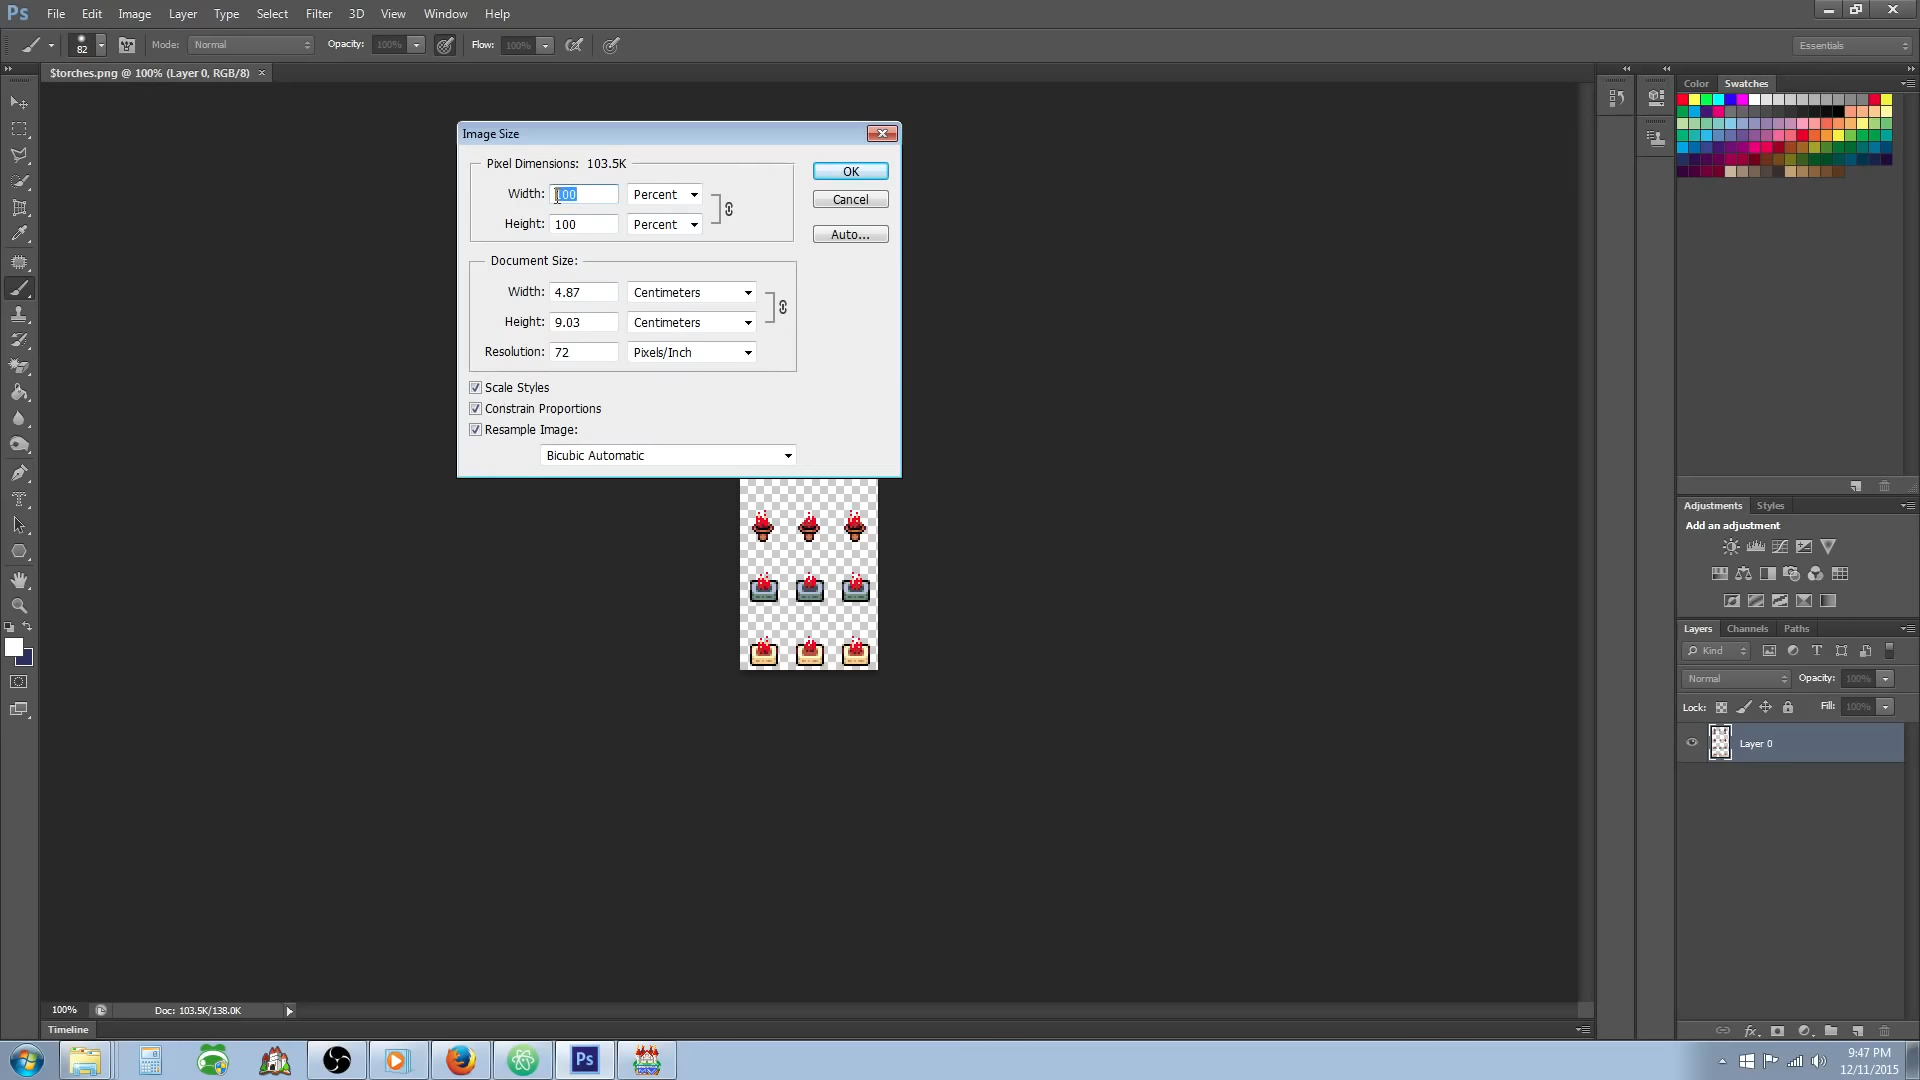 Ps File Edit Image Layer Type Select Filter 3D View Window Help
82 Mode: Normal Opacity: 100% Flow: 100% Essentials
$torches.png @ 100% (Layer 0, RGB/8) ×
Color Swatches
Image Size
Pixel Dimensions: 103.5K
Width: 100 Percent
Height: 100 Percent
OK
Cancel
Auto...
Document Size:
Width: 4.87 Centimeters
Height: 9.03 Centimeters
Resolution: 72 Pixels/Inch
Scale Styles
Constrain Proportions
Resample Image:
Bicubic Automatic
Adjustments Styles
Add an adjustment
Layers Channels Paths
Kind
Normal Opacity: 100%
Lock: Fill: 100%
Layer 0
100% Doc: 103.5K/138.0K
Timeline
Ps
9:47 PM
12/11/2015